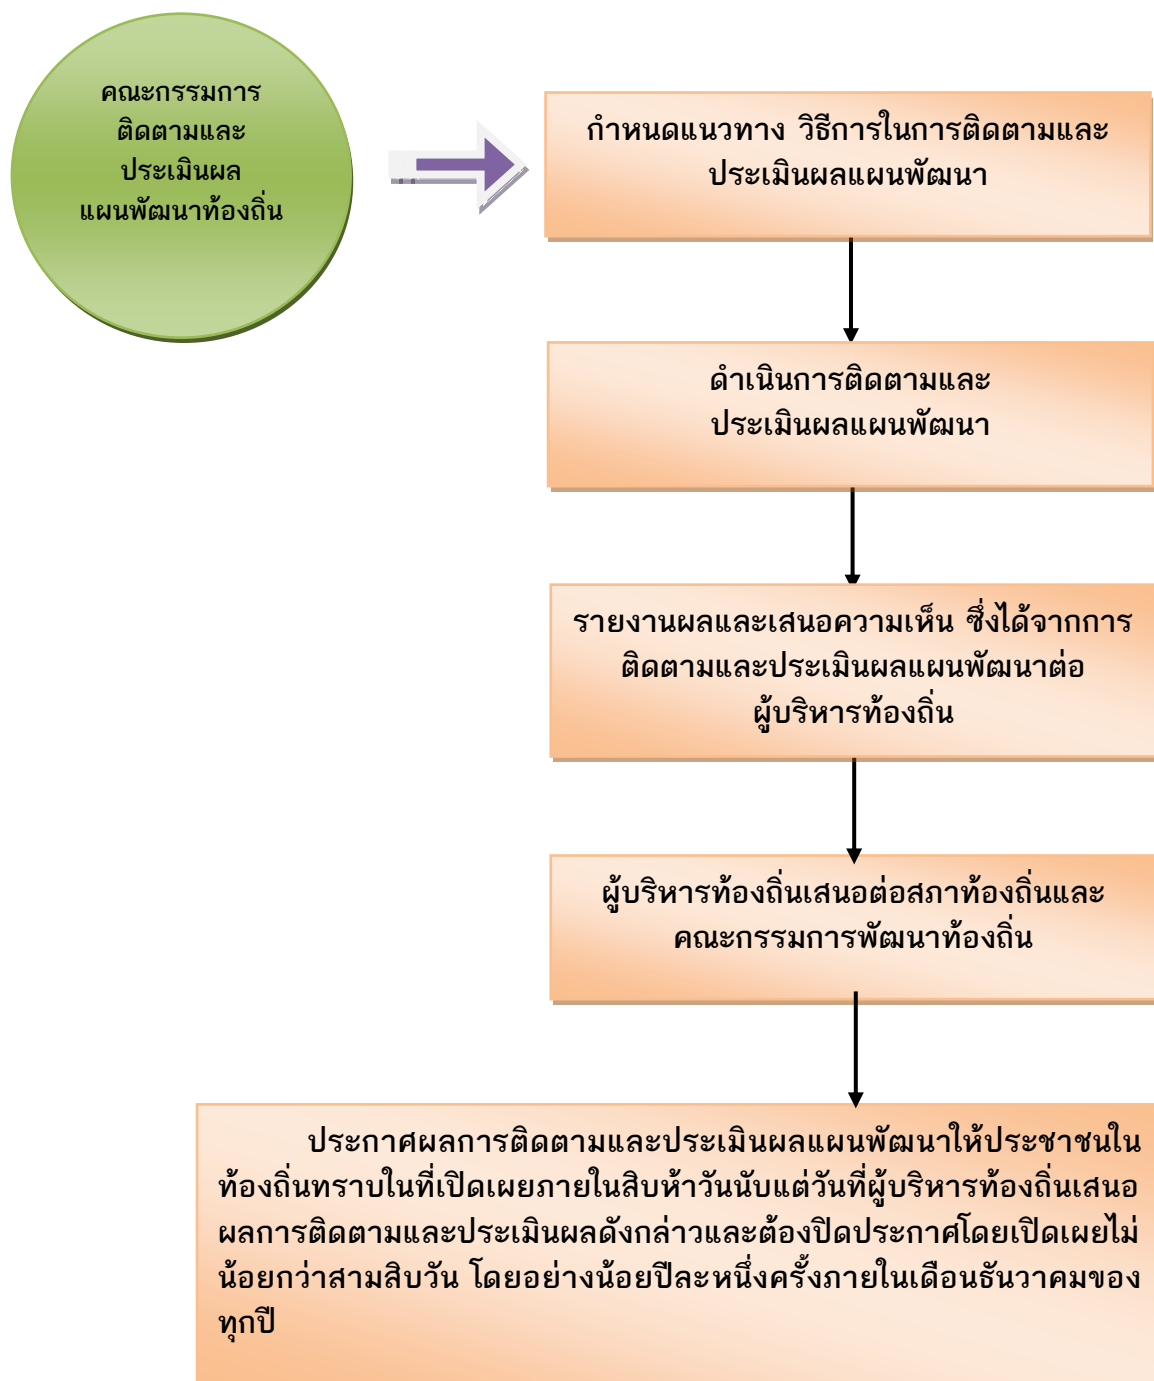 คณะกรรมการ
ติดตามและ
ประเมินผล
แผนพัฒนาท้องถิ่น
กำหนดแนวทาง วิธีการในการติดตามและ
ประเมินผลแผนพัฒนา
ดำเนินการติดตามและ
ประเมินผลแผนพัฒนา
รายงานผลและเสนอความเห็น ซึ่งได้จากการ
ติดตามและประเมินผลแผนพัฒนาต่อ
ผู้บริหารท้องถิ่น
ผู้บริหารท้องถิ่นเสนอต่อสภาท้องถิ่นและ
คณะกรรมการพัฒนาท้องถิ่น
ประกาศผลการติดตามและประเมินผลแผนพัฒนาให้ประชาชนใน
ท้องถิ่นทราบในที่เปิดเผยภายในสิบห้าวันนับแต่วันที่ผู้บริหารท้องถิ่นเสนอ
ผลการติดตามและประเมินผลดังกล่าวและต้องปิดประกาศโดยเปิดเผยไม่
น้อยกว่าสามสิบวัน โดยอย่างน้อยปีละหนึ่งครั้งภายในเดือนธันวาคมของ
ทุกปี